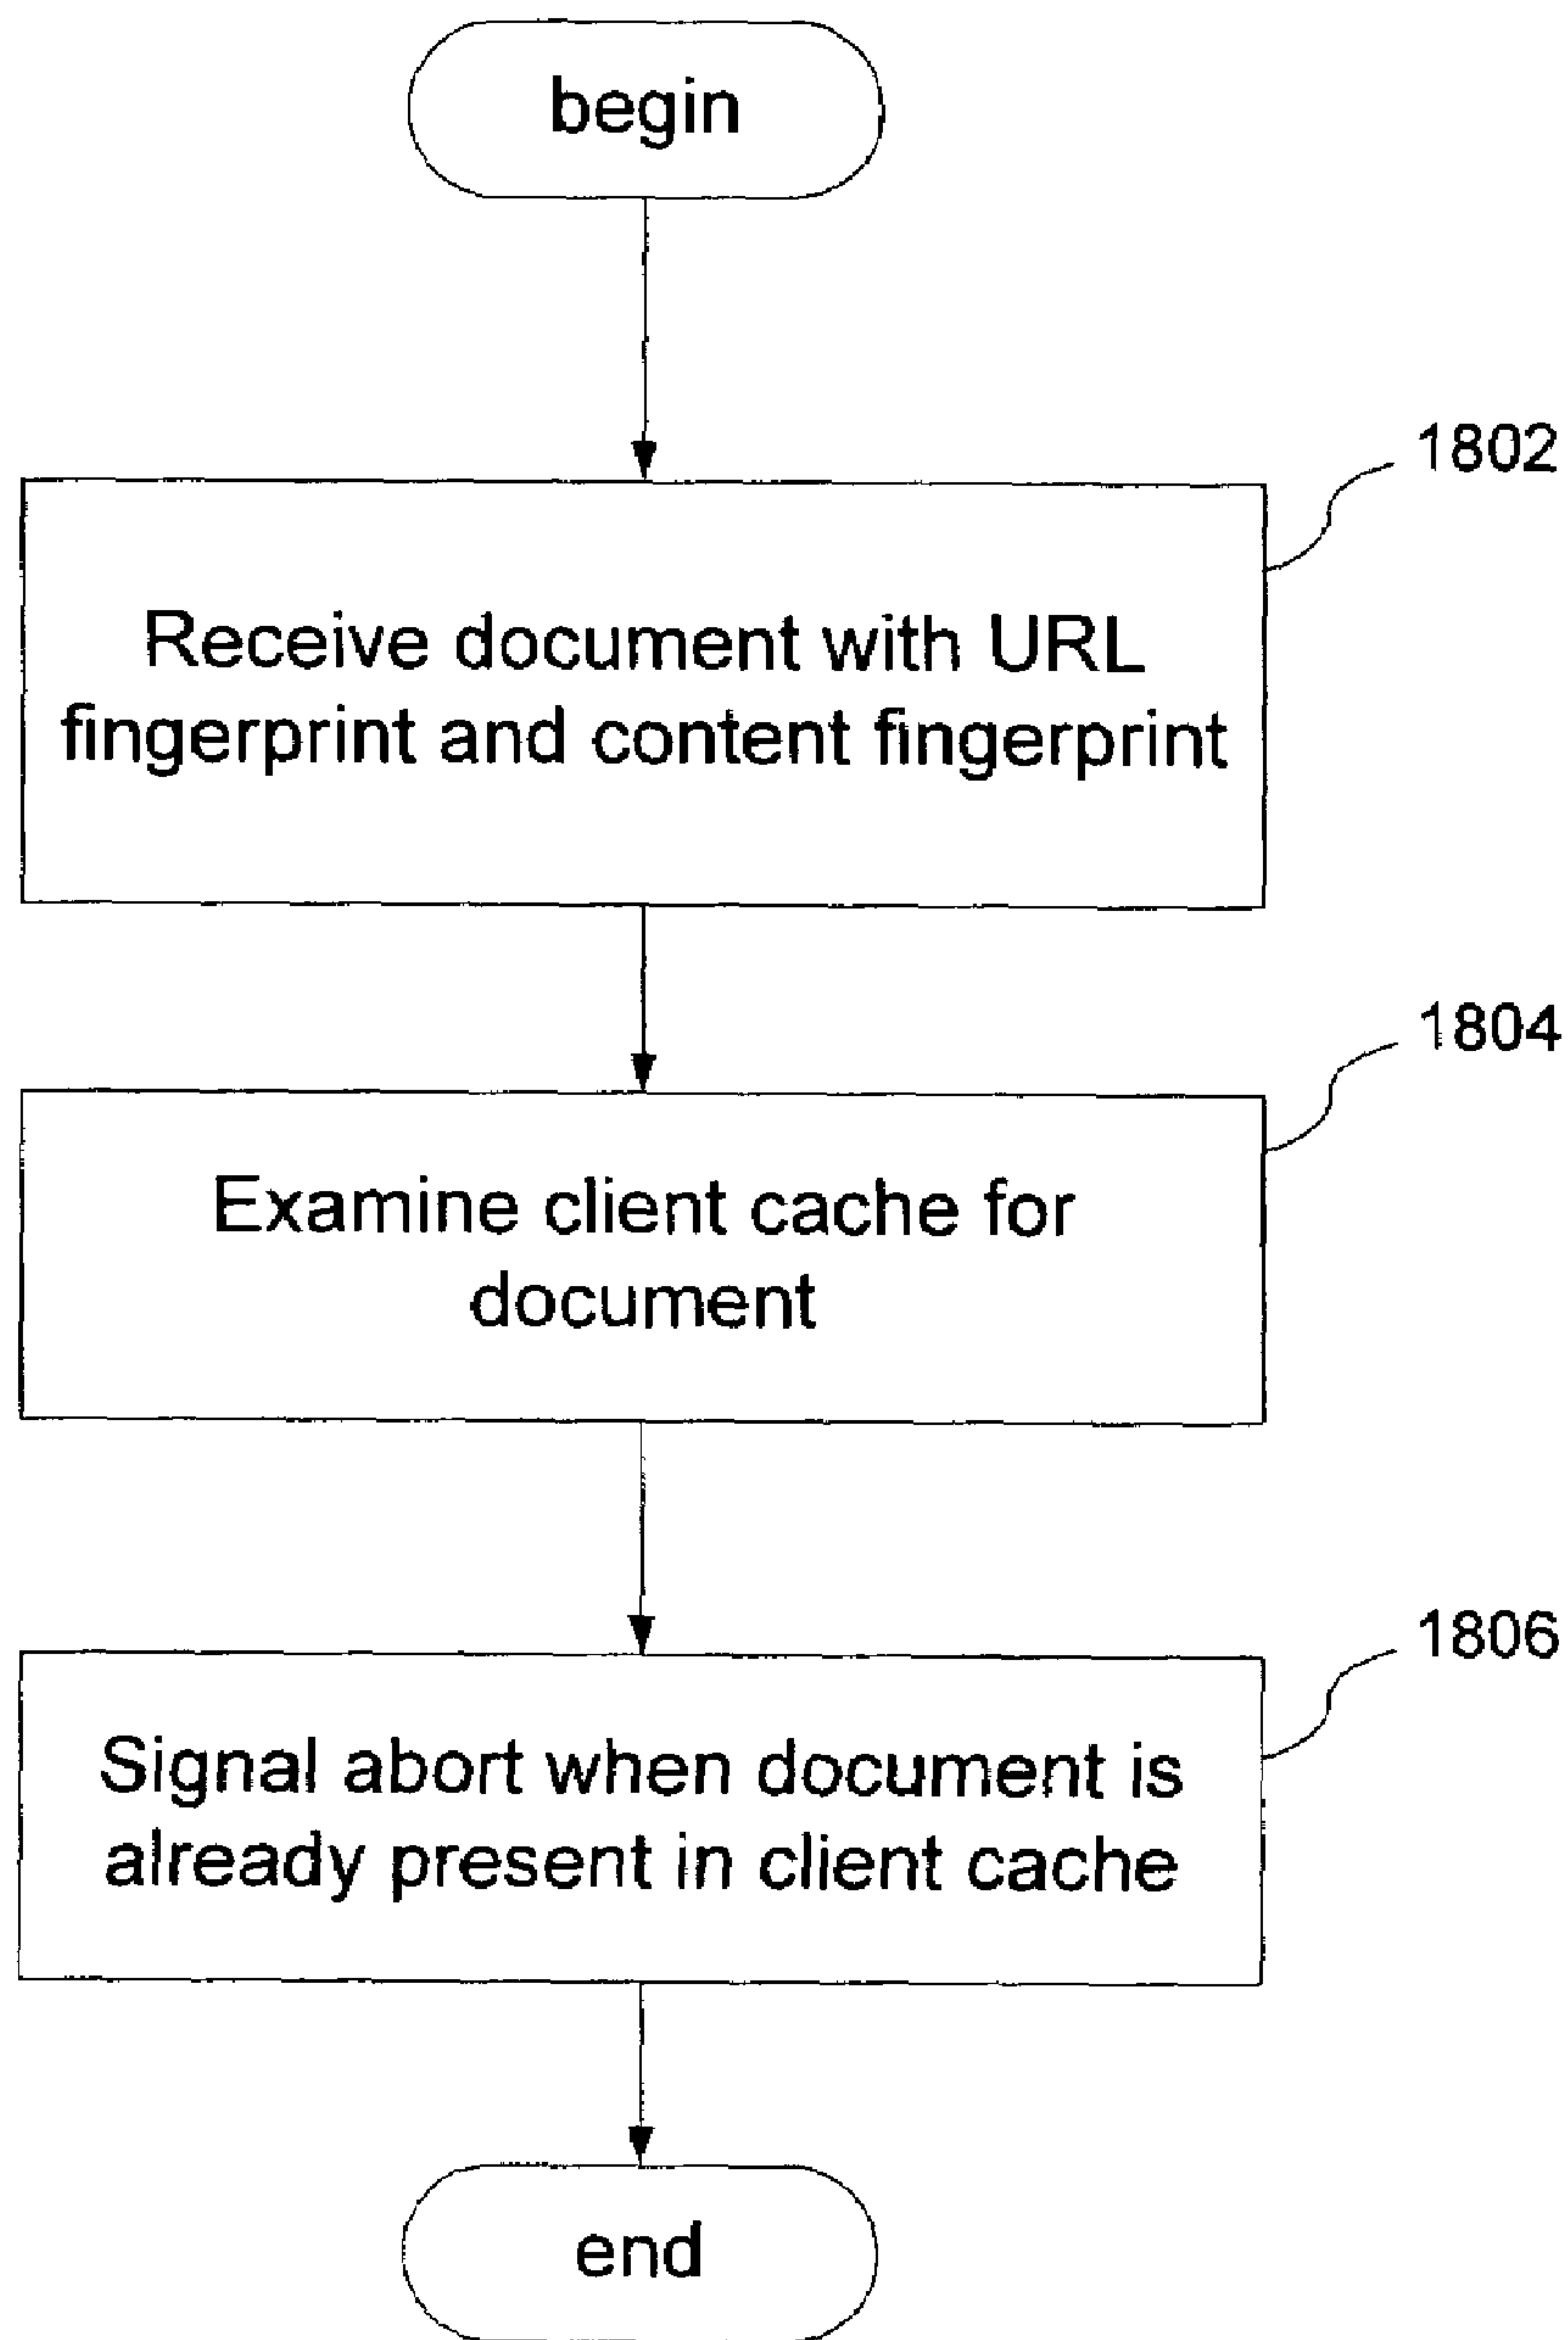 begin
1802
Receive document with URL
fingerprint and content fingerprint
1804
Examine client cache for
document
1806
Signal abort when document is
already present in client cache
end